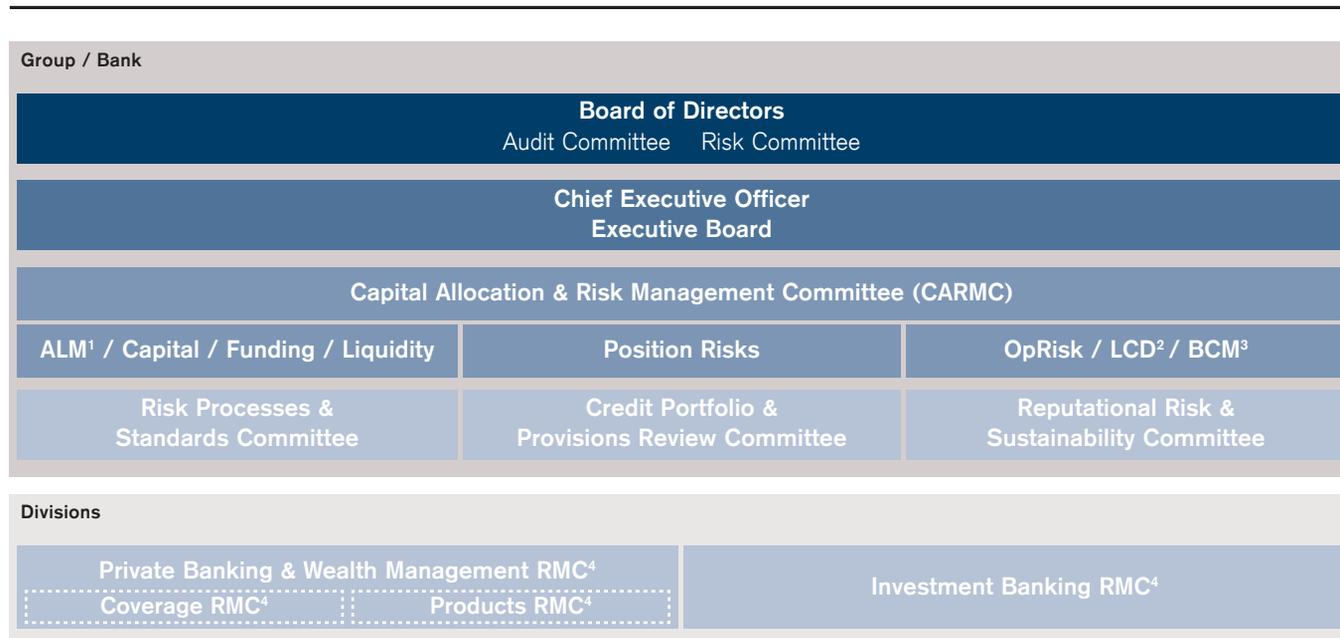 Group / Bank
Board of Directors
Audit Committee Risk Committee
Chief Executive Officer
Executive Board
Capital Allocation & Risk Management Committee (CARMC)
ALM¹ / Capital / Funding / Liquidity
Position Risks
OpRisk / LCD² / BCM³
Risk Processes &
Standards Committee
Credit Portfolio &
Provisions Review Committee
Reputational Risk &
Sustainability Committee
Divisions
Private Banking & Wealth Management RMC⁴
Coverage RMC⁴
Products RMC⁴
Investment Banking RMC⁴